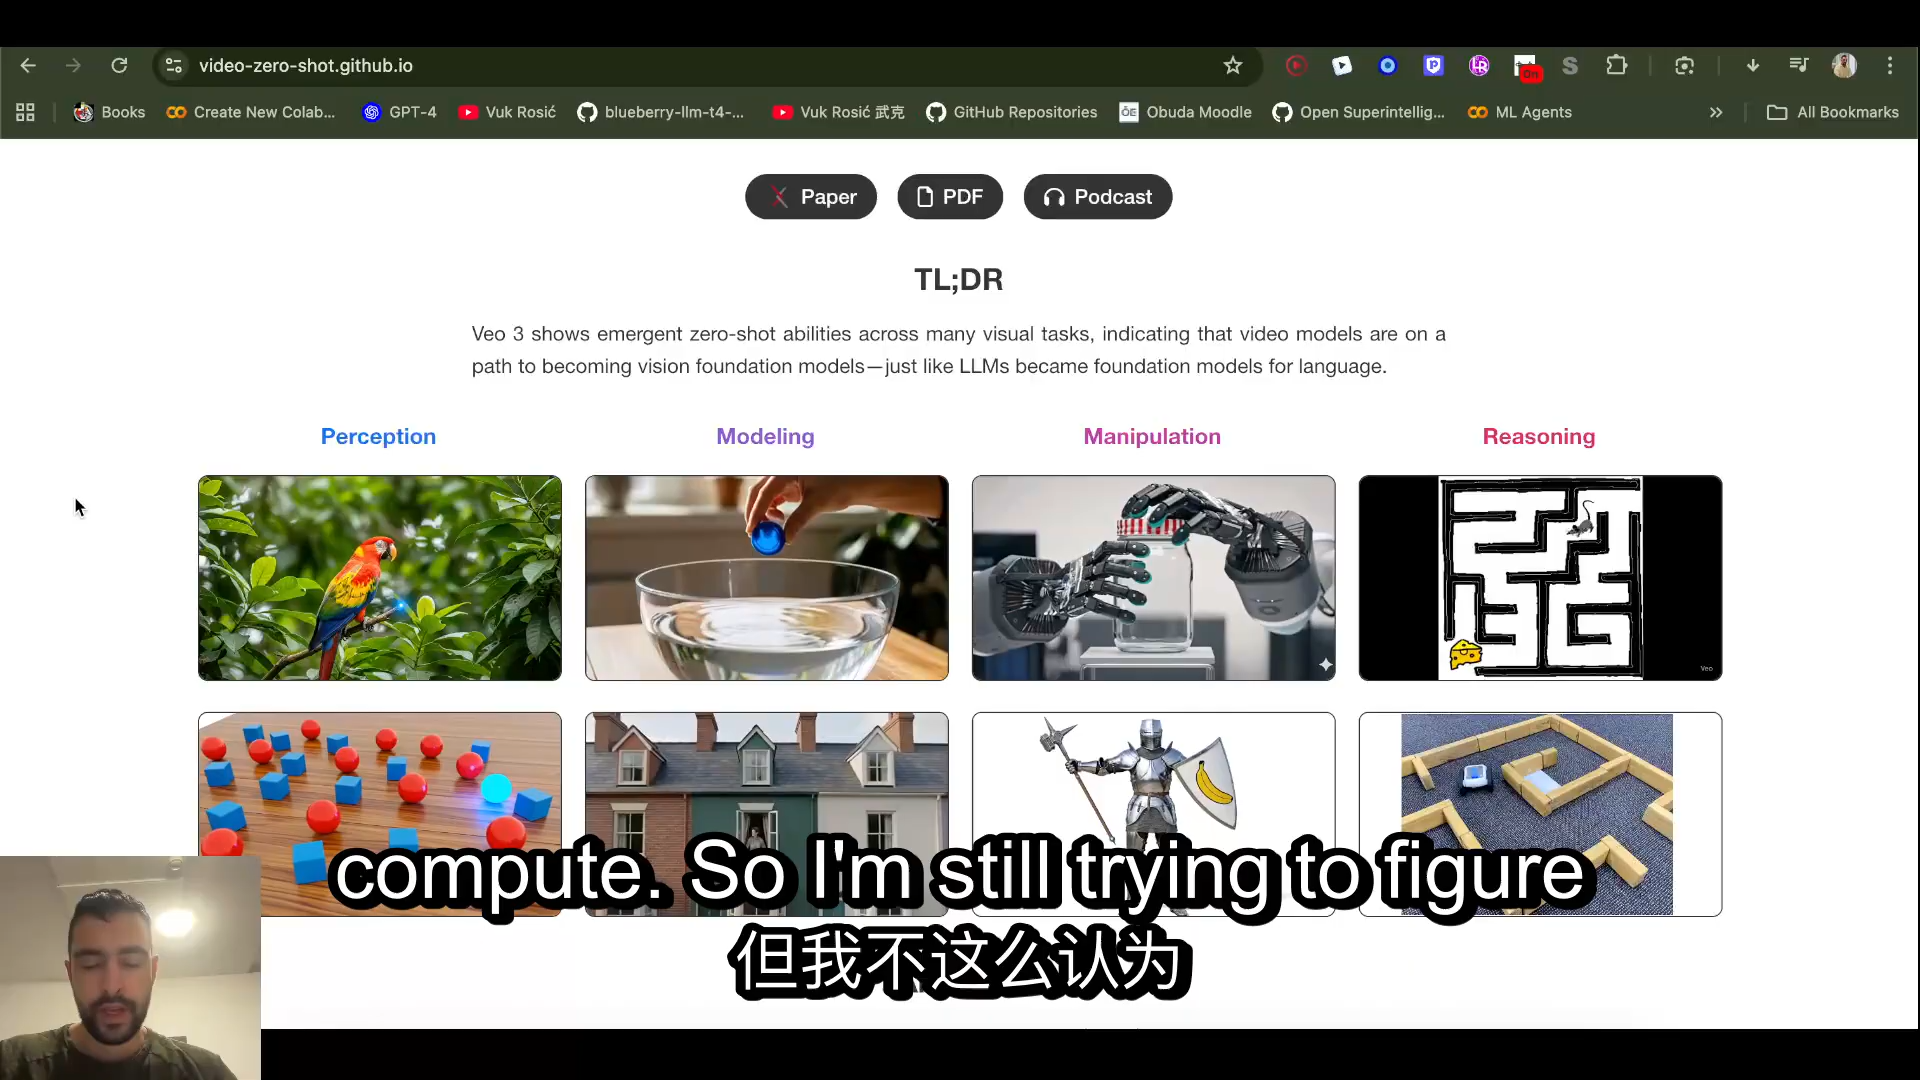 video-zero-shot.github.io
On
Books
Create New Colab...
GPT-4
Vuk Rosić
blueberry-llm-t4-...
Vuk Rosić 武克
GitHub Repositories
Obuda Moodle
Open Superintellig...
ML Agents
All Bookmarks
Paper
PDF
Podcast
TL;DR
Veo 3 shows emergent zero-shot abilities across many visual tasks, indicating that video models are on a
path to becoming vision foundation models—just like LLMs became foundation models for language.
Perception
Modeling
Manipulation
Reasoning
Veo
compute. So I'm still trying to figure
但我不这么认为